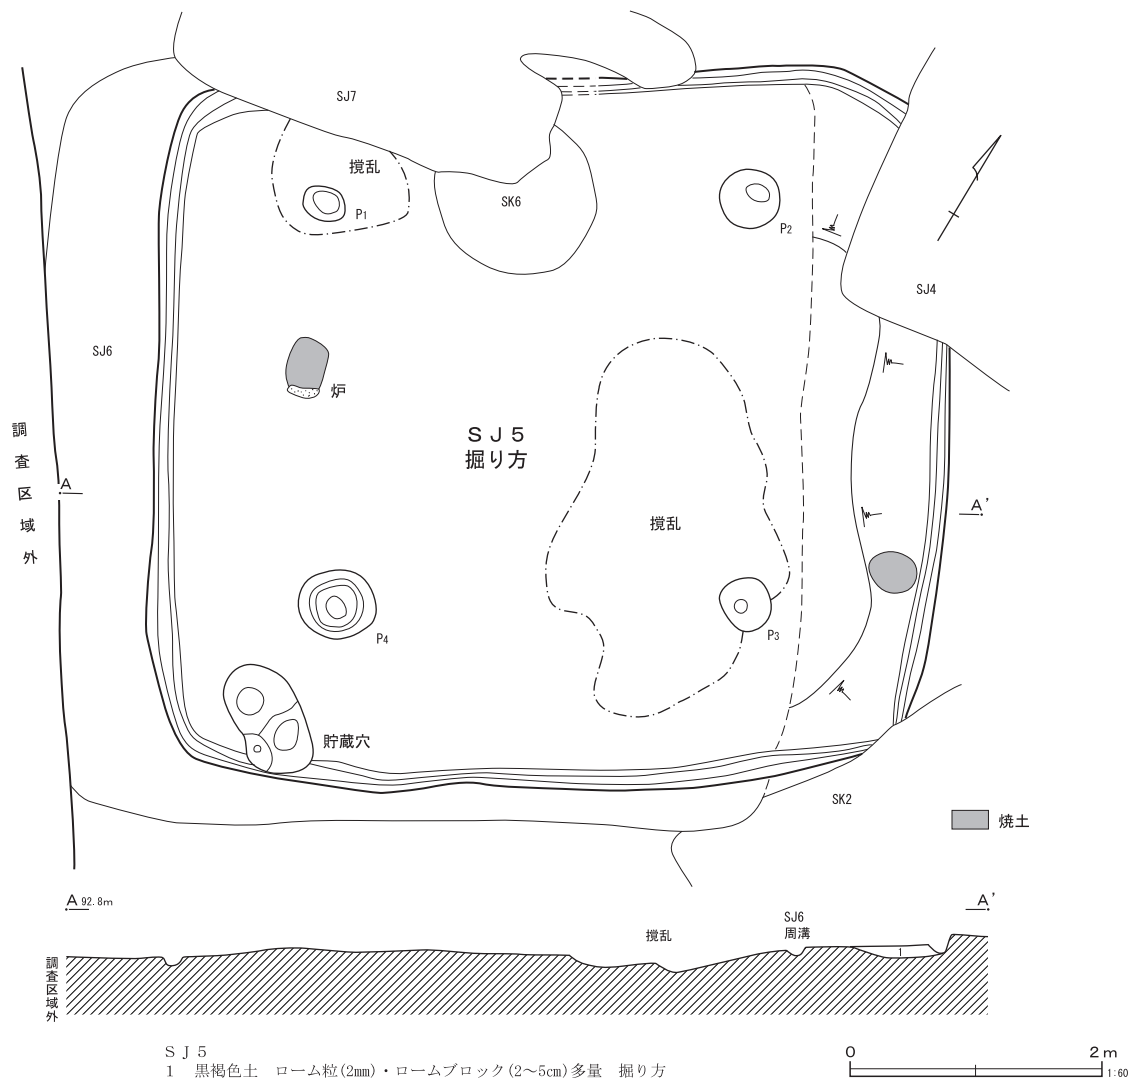 SJ7
撹乱
P1
SK6
P2
SJ4
SJ6
炉
ＳＪ５
掘り方
調査区域外
A
A'
撹乱
P3
P4
貯蔵穴
SK2
焼土
A 92.8m
A'
撹乱
SJ6
周溝
調査区域外
1
ＳＪ５
1　黒褐色土　ローム粒(2㎜)・ロームブロック(2～5㎝)多量　掘り方
0
2m
1:60